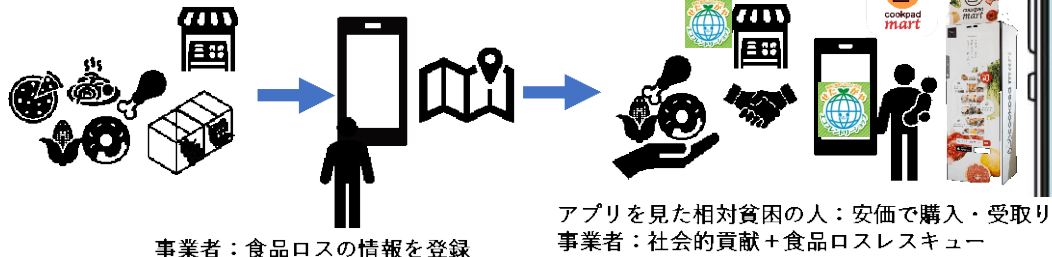 cookpad
mart
アプリを見た相対貧困の人：安価で購入・受取り
事業者：社会的貢献＋食品ロスレスキュー
事業者：食品ロスの情報を登録